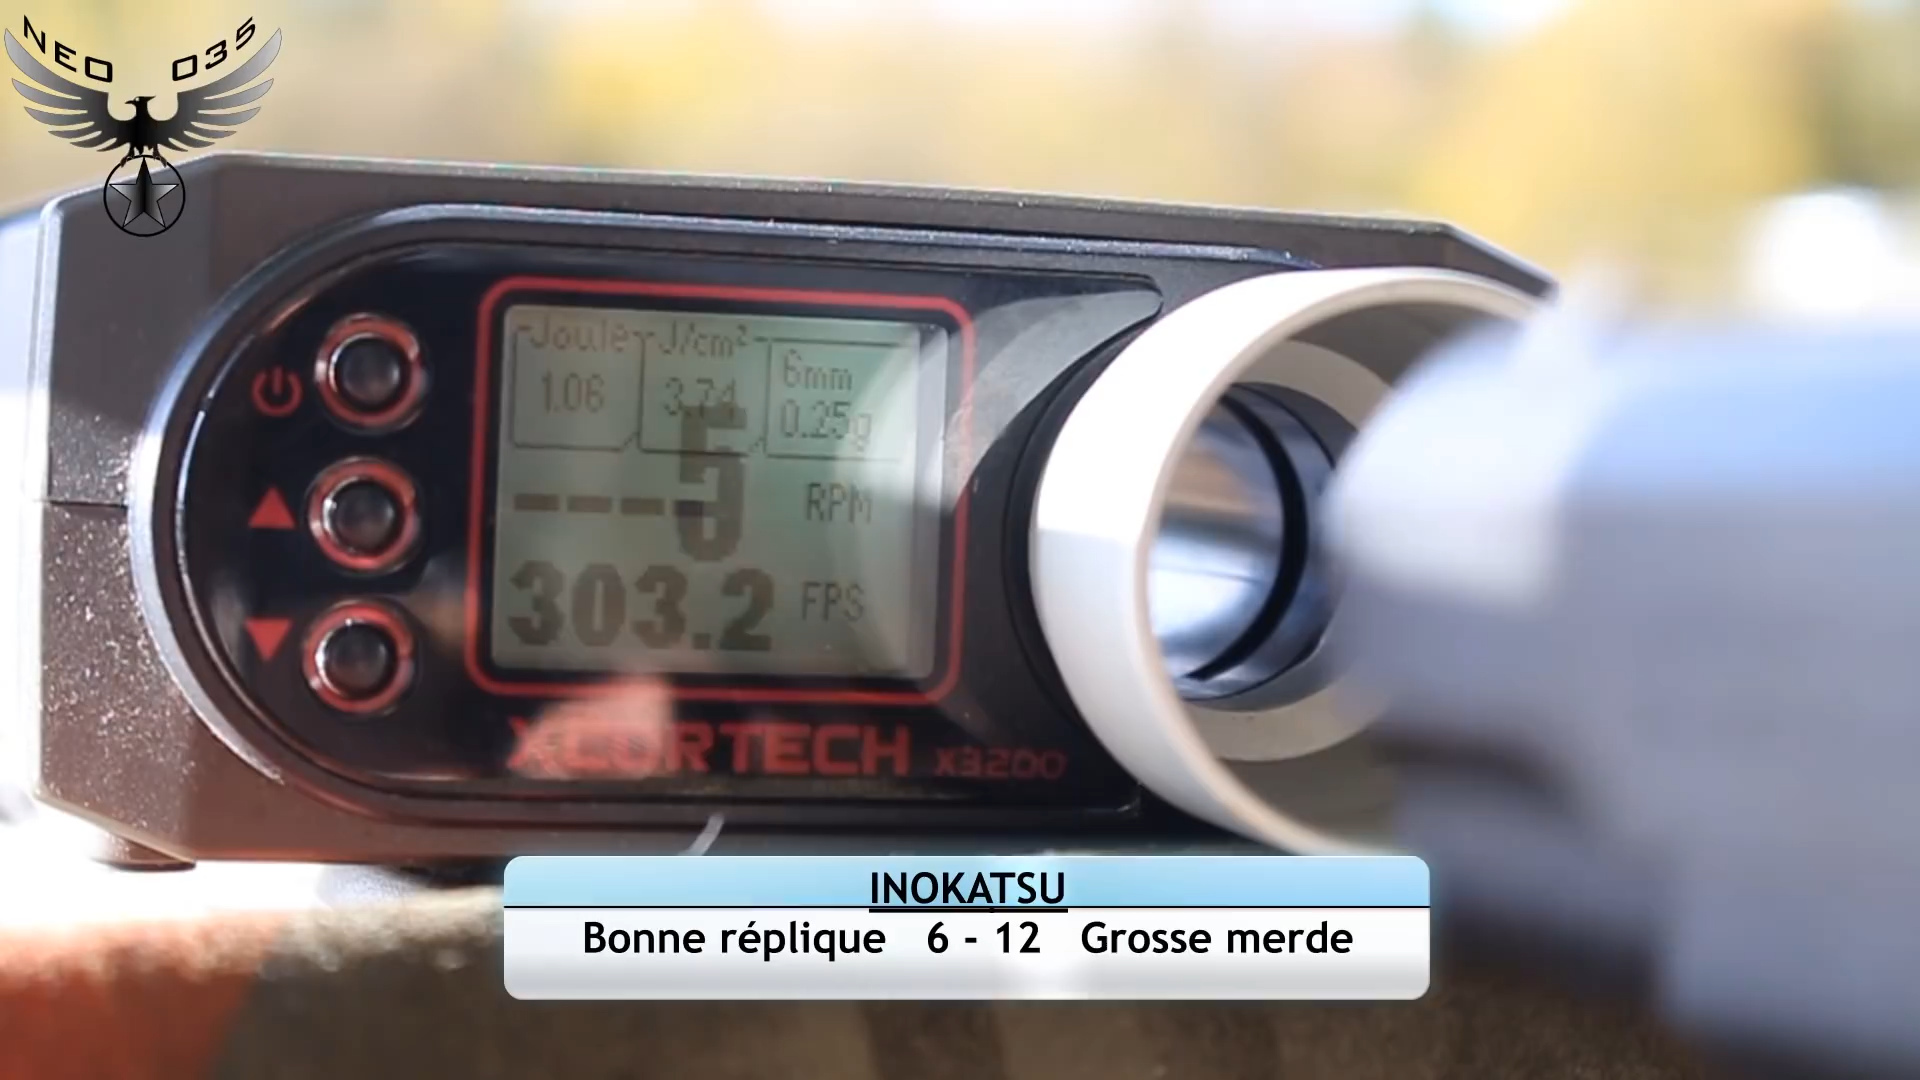 NEO 035
Joule J/cm² 6mm
1.06 3.74 0.25g
---- RPM
303.2 FPS
XCORTECH X3200
INOKATSU
Bonne réplique 6 - 12 Grosse merde